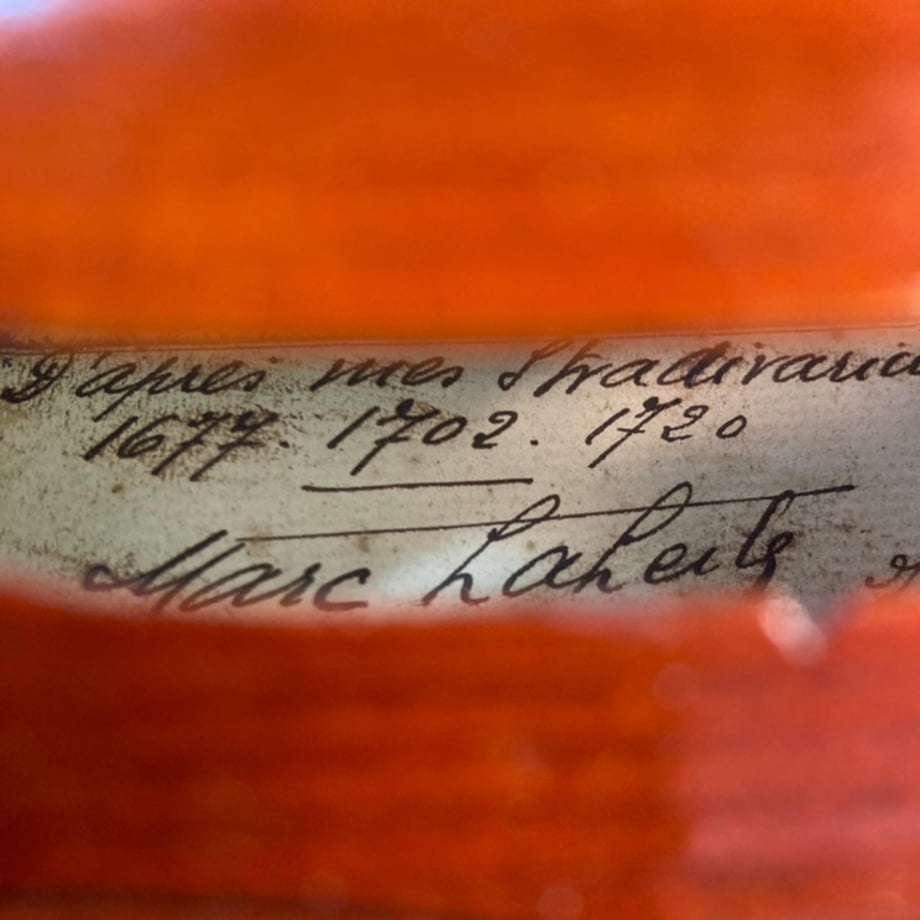 D'après mes Stradivarius
1677. 1702. 1720
Marc Laberte